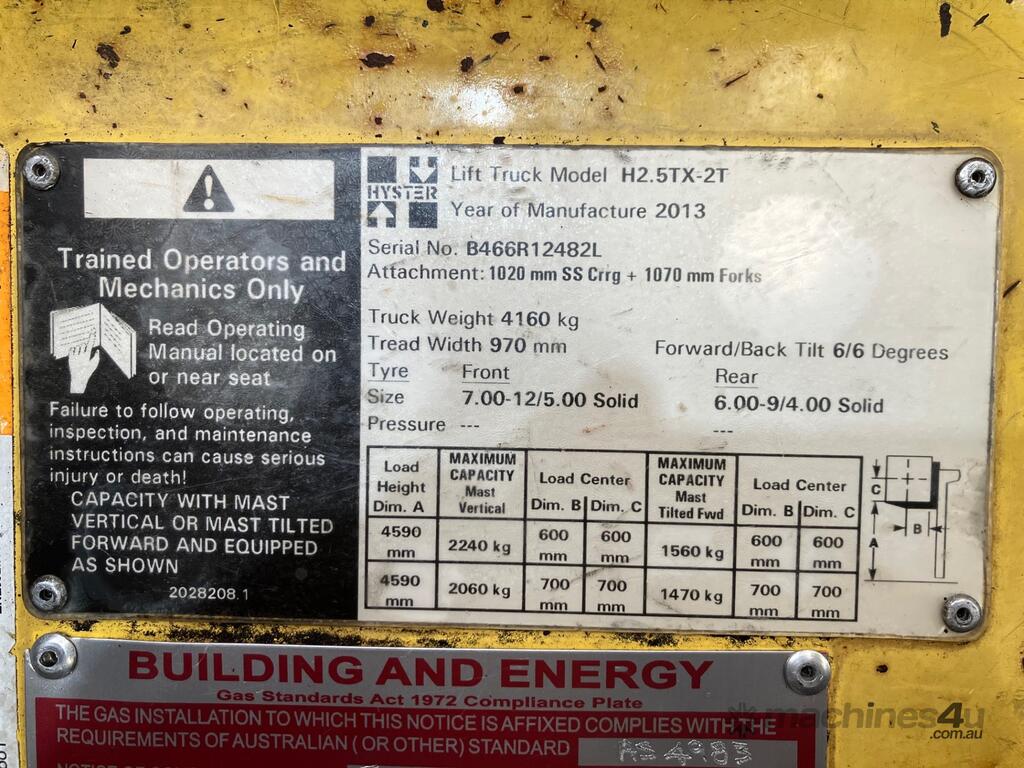 HYSTER
Lift Truck Model H2.5TX-2T
Year of Manufacture 2013
Serial No. B466R12482L
Attachment: 1020 mm SS Crrg + 1070 mm Forks
Truck Weight 4160 kg
Tread Width 970 mm
Forward/Back Tilt 6/6 Degrees
Tyre Front Rear
Size 7.00-12/5.00 Solid 6.00-9/4.00 Solid
Pressure --- ---
Trained Operators and
Mechanics Only
Read Operating
Manual located on
or near seat
Failure to follow operating,
inspection, and maintenance
instructions can cause serious
injury or death!
CAPACITY WITH MAST
VERTICAL OR MAST TILTED
FORWARD AND EQUIPPED
AS SHOWN
2028208.1
Load
Height
Dim. A
MAXIMUM
CAPACITY
Mast
Vertical
Load Center
Dim. B Dim. C
MAXIMUM
CAPACITY
Mast
Tilted Fwd
Load Center
Dim. B Dim. C
4590 mm 2240 kg 600 mm 600 mm 1560 kg 600 mm 600 mm
4590 mm 2060 kg 700 mm 700 mm 1470 kg 700 mm 700 mm
C
B
A
BUILDING AND ENERGY
Gas Standards Act 1972 Compliance Plate
THE GAS INSTALLATION TO WHICH THIS NOTICE IS AFFIXED COMPLIES WITH THE
REQUIREMENTS OF AUSTRALIAN (OR OTHER) STANDARD AS 4983
machines4u
.com.au